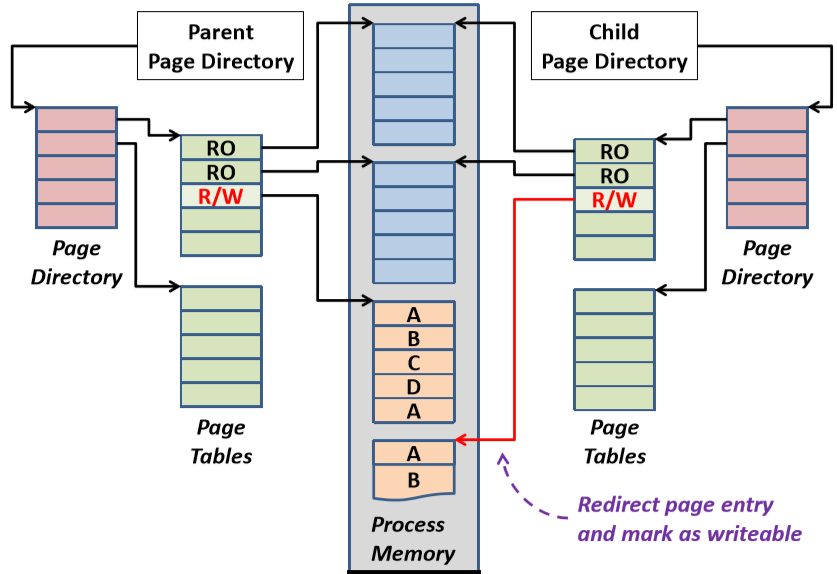 Parent
Page Directory
Child
Page Directory
RO
RO
R/W
RO
RO
R/W
Page
Directory
Page
Directory
A
B
C
D
A
Page
Tables
Page
Tables
A
B
Redirect page entry
and mark as writeable
Process
Memory